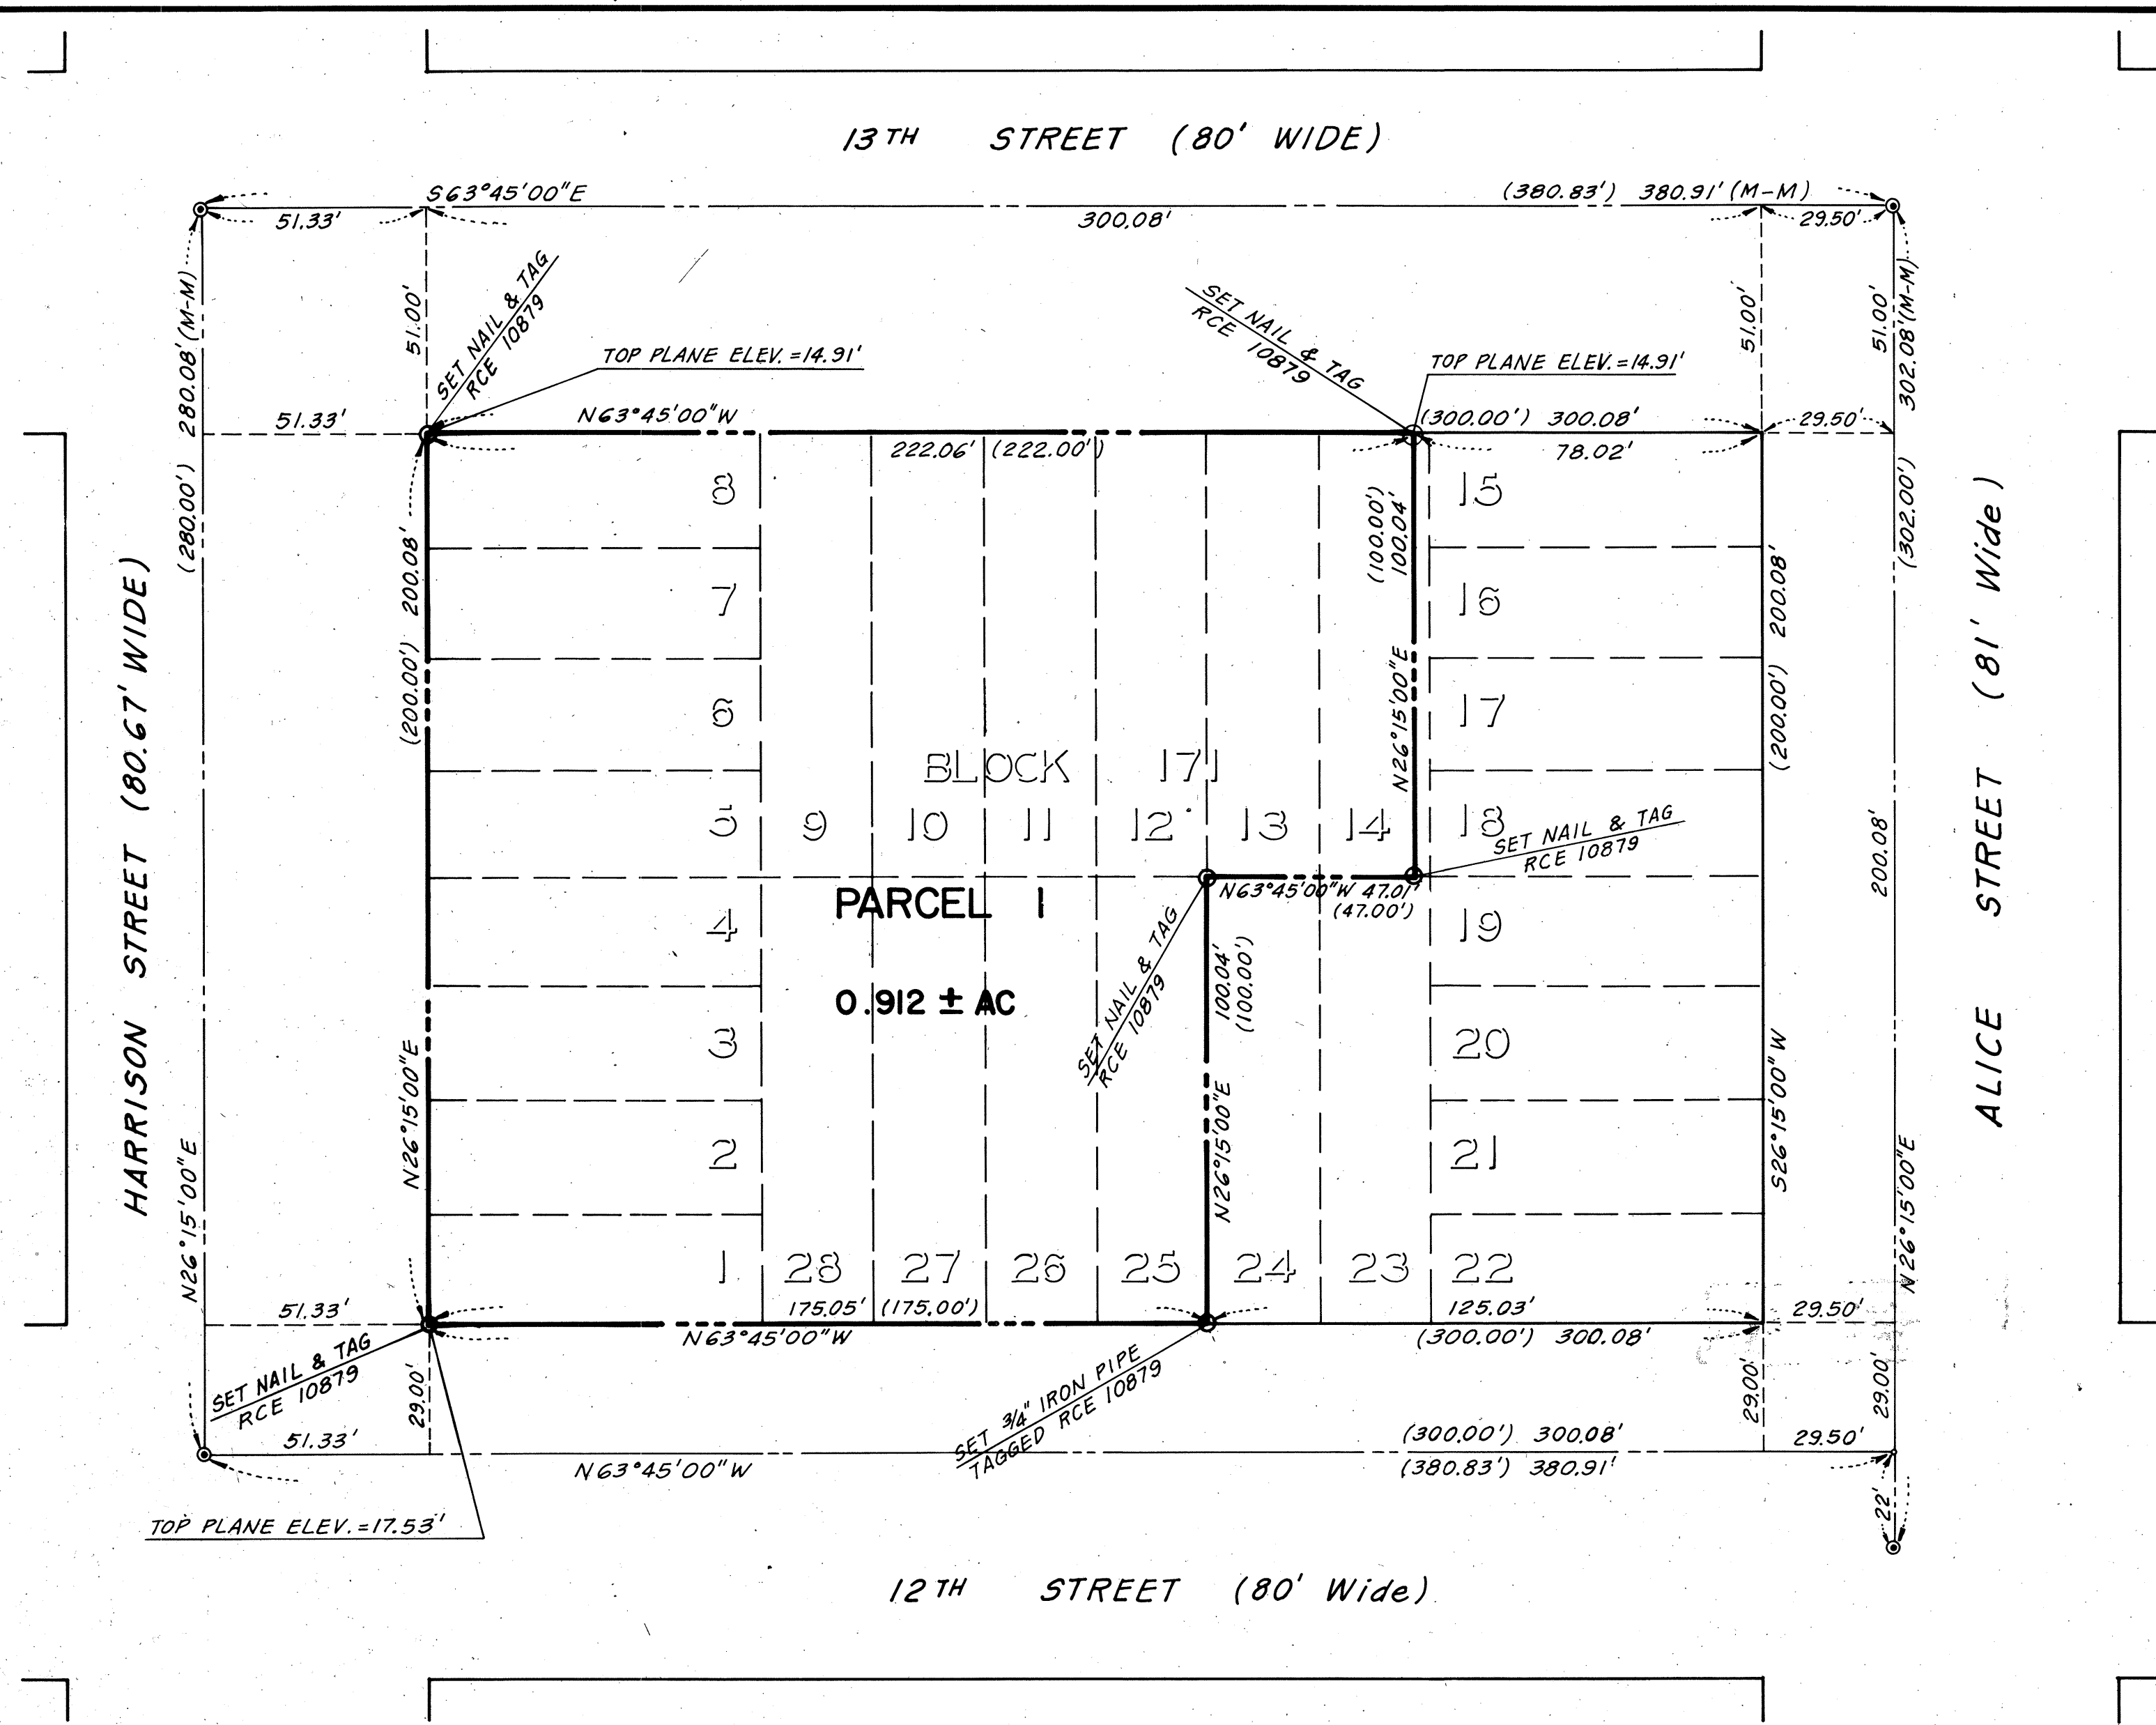 13TH STREET (80' WIDE)
S63°45'00"E
(380.83') 380.91' (M-M)
51.33'
300.08'
29.50'
280.08' (M-M)
(280.00')
51.00'
SET NAIL & TAG
RCE 10879
TOP PLANE ELEV. =14.91'
SET NAIL & TAG
RCE 10879
TOP PLANE ELEV. =14.91'
51.00'
51.00'
302.08' (M-M)
(302.00')
51.33'
N63°45'00"W
222.06' (222.00')
(300.00') 300.08'
78.02'
29.50'
HARRISON STREET (80.67' WIDE)
(200.00') 200.08'
N26°15'00"E
N26°15'00"E
8
7
6
5
4
3
2
1
BLOCK 171
9 10 11 12 13 14
PARCEL 1
0.912 ± AC
(100.00')
100.04'
N26°15'00"E
15
16
17
18
19
20
21
22
SET NAIL & TAG
RCE 10879
N63°45'00"W 47.01'
(47.00')
SET NAIL & TAG
RCE 10879
100.04'
(100.00')
N26°15'00"E
(200.00') 200.08'
S26°15'00"W
200.08'
N26°15'00"E
ALICE STREET (81' Wide)
28 27 26 25 24 23
51.33'
175.05' (175.00')
N63°45'00"W
125.03'
(300.00') 300.08'
29.50'
SET NAIL & TAG
RCE 10879
29.00'
SET 3/4" IRON PIPE
TAGGED RCE 10879
29.00'
29.00'
51.33'
N63°45'00"W
(300.00') 300.08'
(380.83') 380.91'
29.50'
22'
TOP PLANE ELEV. =17.53'
12TH STREET (80' Wide)